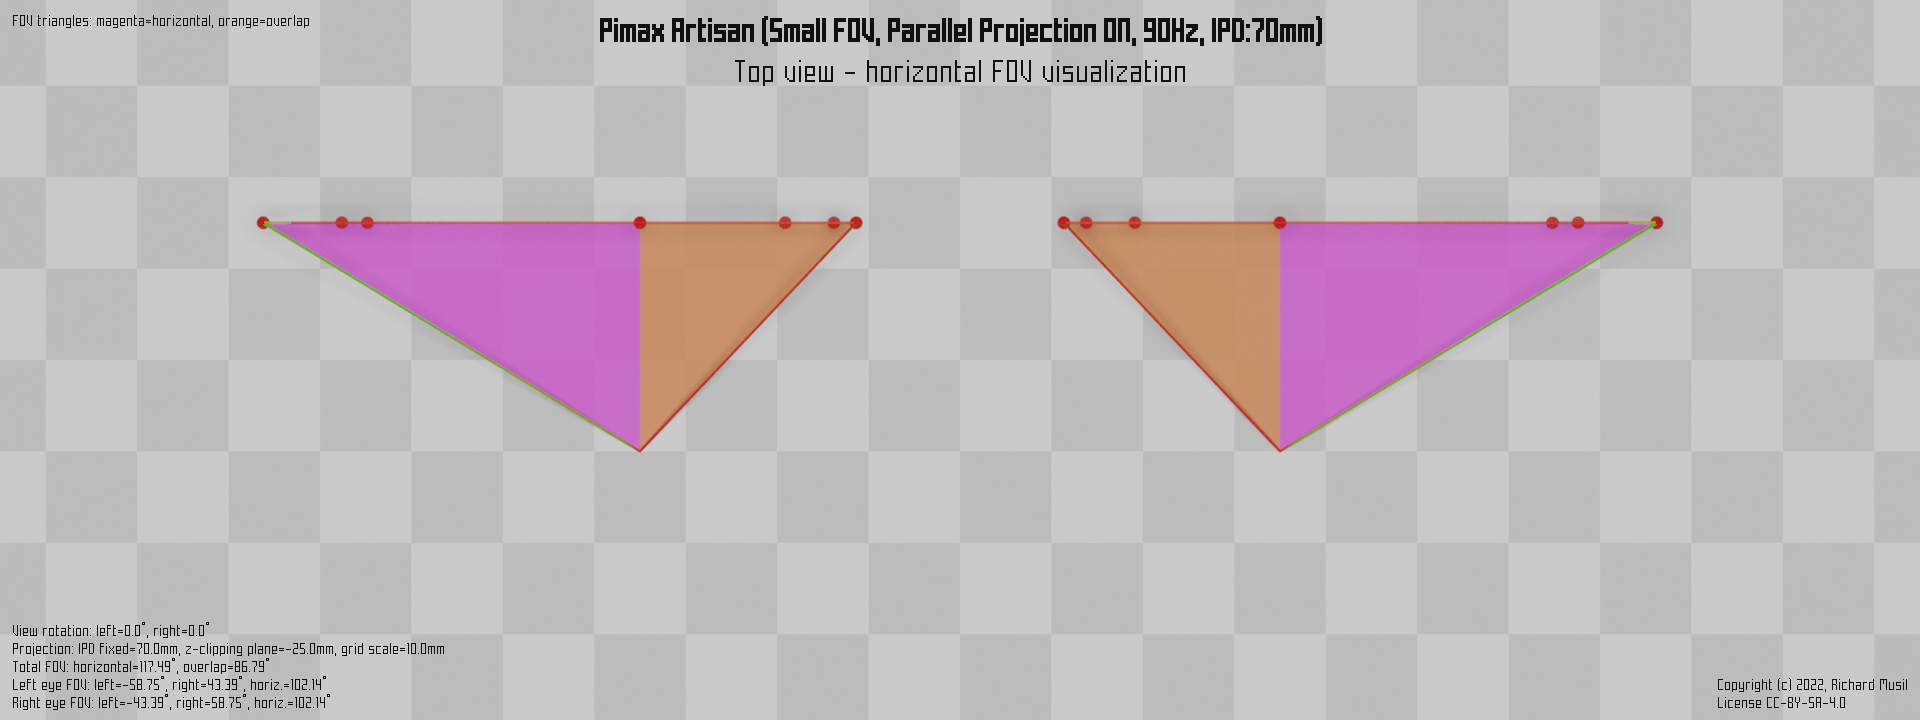 FOV triangles: magenta=horizontal, orange=overlap
Pimax Artisan (Small FOV, Parallel Projection ON, 90Hz, IPD:70mm)
Top view - horizontal FOV visualization
View rotation: left=0.0°, right=0.0°
Projection: IPD fixed=70.0mm, z-clipping plane=-25.0mm, grid scale=10.0mm
Total FOV: horizontal=117.49°, overlap=86.79°
Left eye FOV: left=-58.75°, right=43.39°, horiz.=102.14°
Right eye FOV: left=-43.39°, right=58.75°, horiz.=102.14°
Copyright (c) 2022, Richard Musil
License CC-BY-SA-4.0